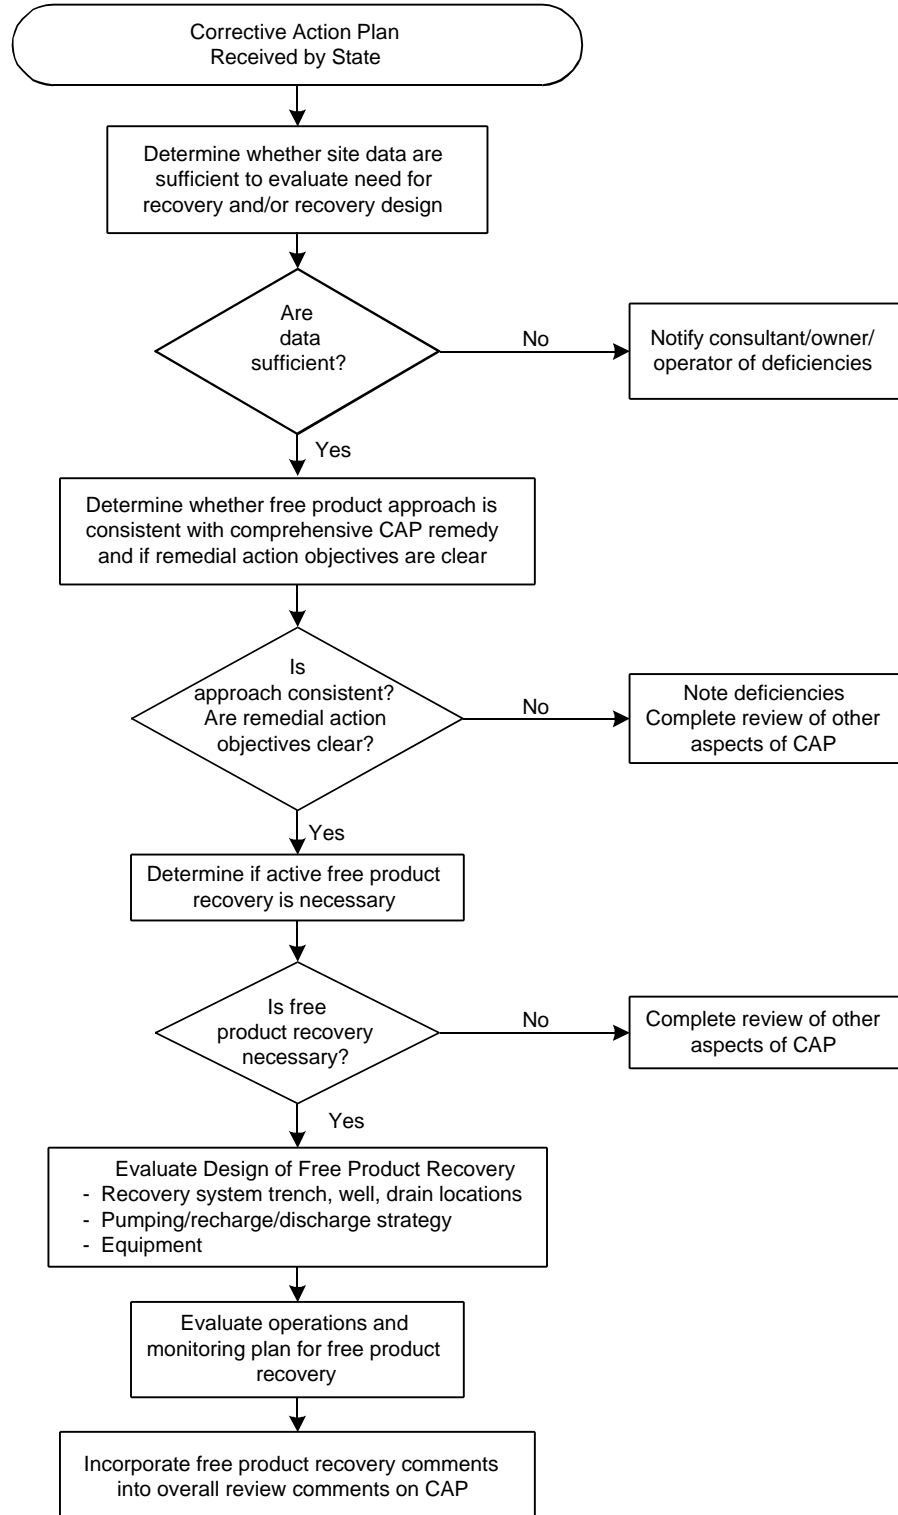 Corrective Action Plan
Received by State
Determine whether site data are
sufficient to evaluate need for
recovery and/or recovery design
Are
data
sufficient?
No
Notify consultant/owner/
operator of deficiencies
Yes
Determine whether free product approach is
consistent with comprehensive CAP remedy
and if remedial action objectives are clear
Is
approach consistent?
Are remedial action
objectives clear?
No
Note deficiencies
Complete review of other
aspects of CAP
Yes
Determine if active free product
recovery is necessary
Is free
product recovery
necessary?
No
Complete review of other
aspects of CAP
Yes
Evaluate Design of Free Product Recovery
- Recovery system trench, well, drain locations
- Pumping/recharge/discharge strategy
- Equipment
Evaluate operations and
monitoring plan for free product
recovery
Incorporate free product recovery comments
into overall review comments on CAP